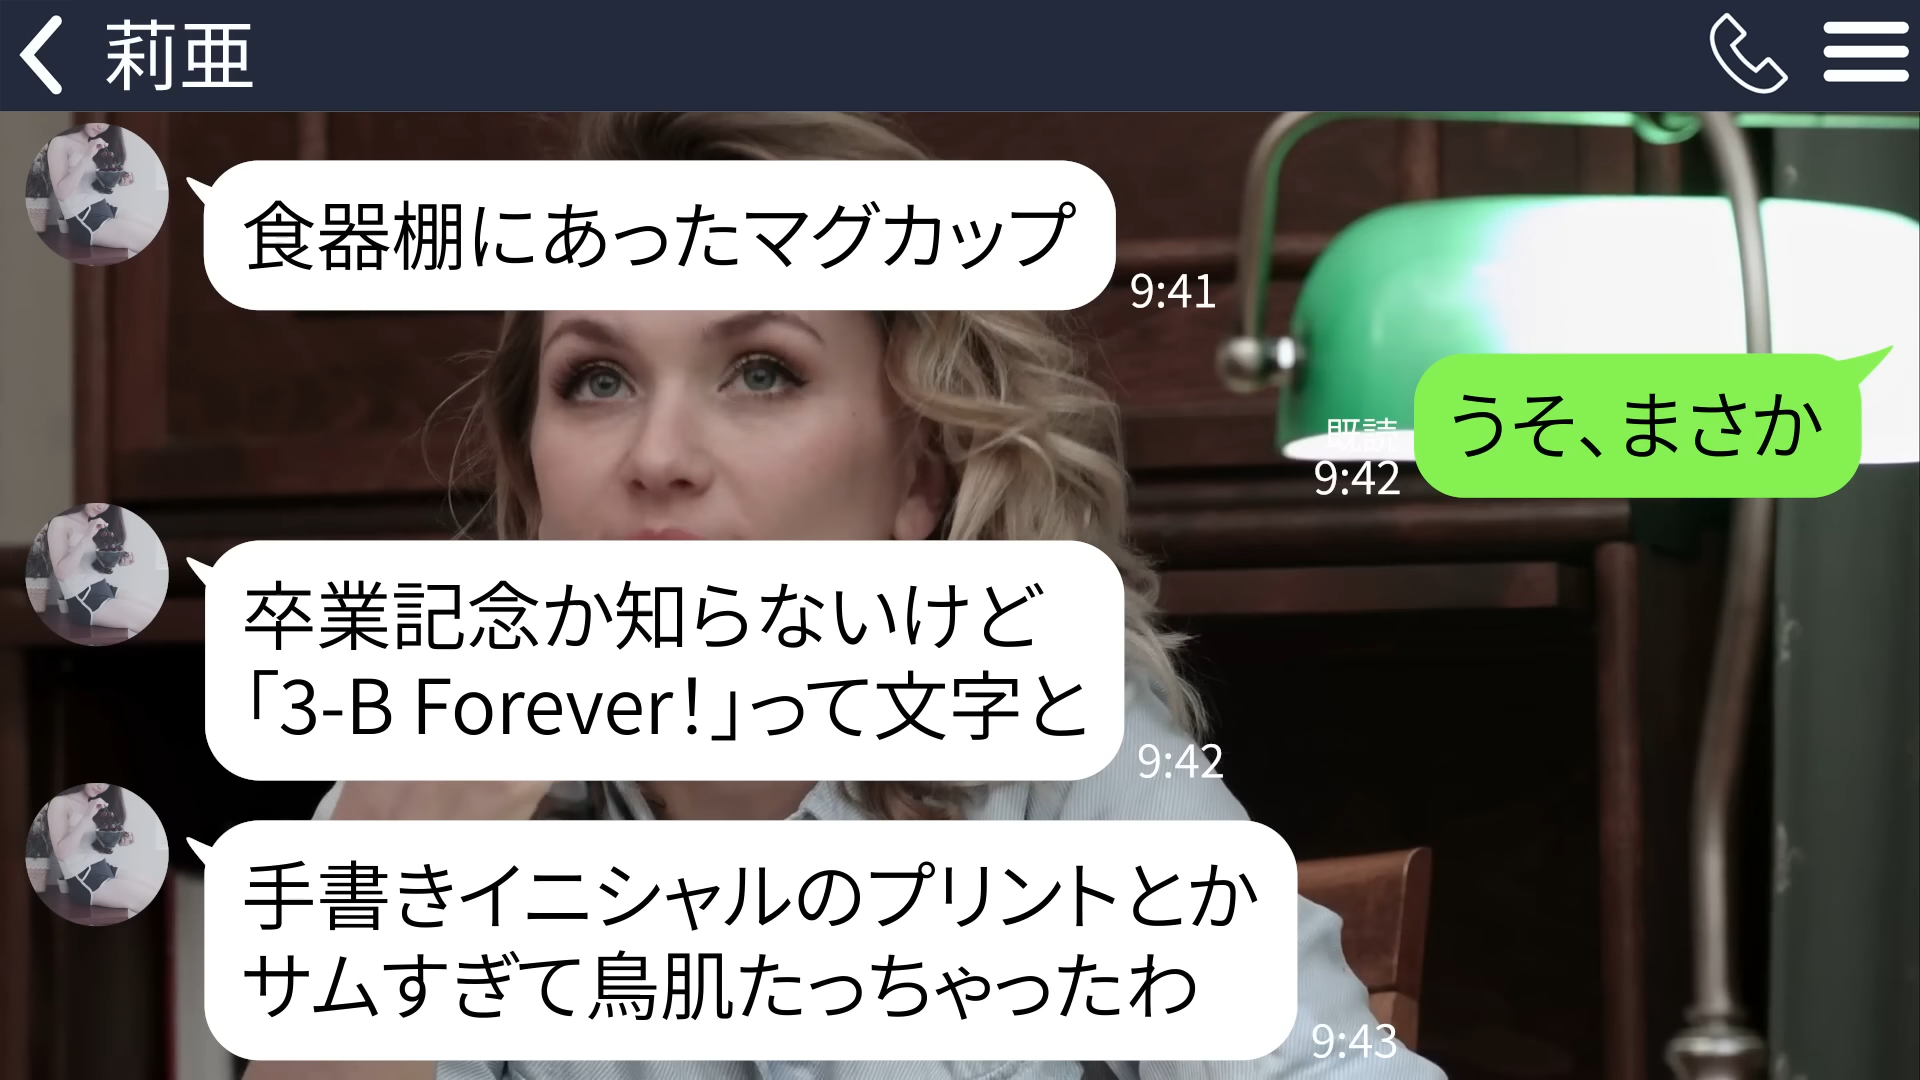 莉亜
食器棚にあったマグカップ
9:41
うそ、まさか
既読
9:42
卒業記念か知らないけど
「3-B Forever!」って文字と
9:42
手書きイニシャルのプリントとか
サムすぎて鳥肌たっちゃったわ
9:43